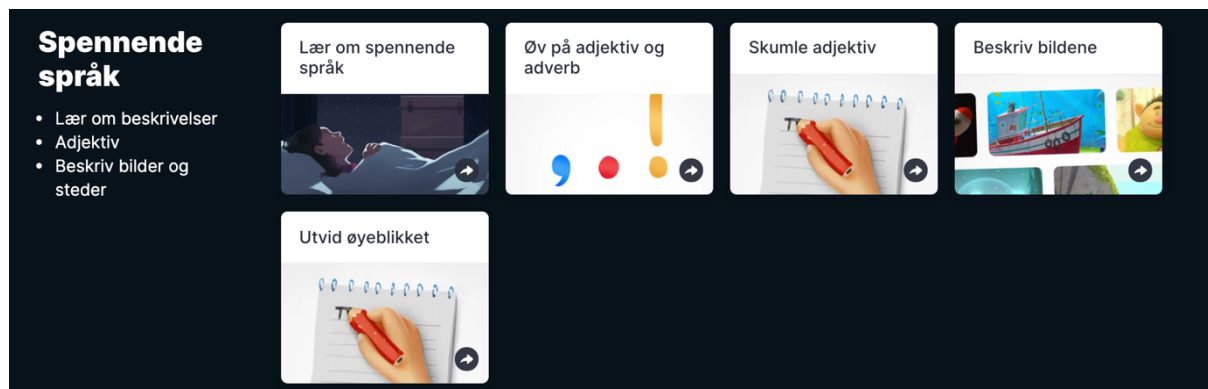 Spennende
språk
• Lær om beskrivelser
• Adjektiv
• Beskriv bilder og
steder
Lær om spennende
språk
Øv på adjektiv og
adverb
, . !
Skumle adjektiv
Beskriv bildene
Utvid øyeblikket